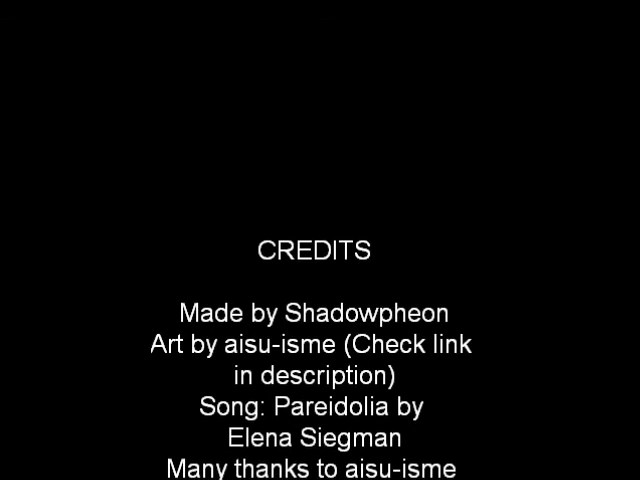 CREDITS
Made by Shadowpheon
Art by aisu-isme (Check link
in description)
Song: Pareidolia by
Elena Siegman
Many thanks to aisu-isme